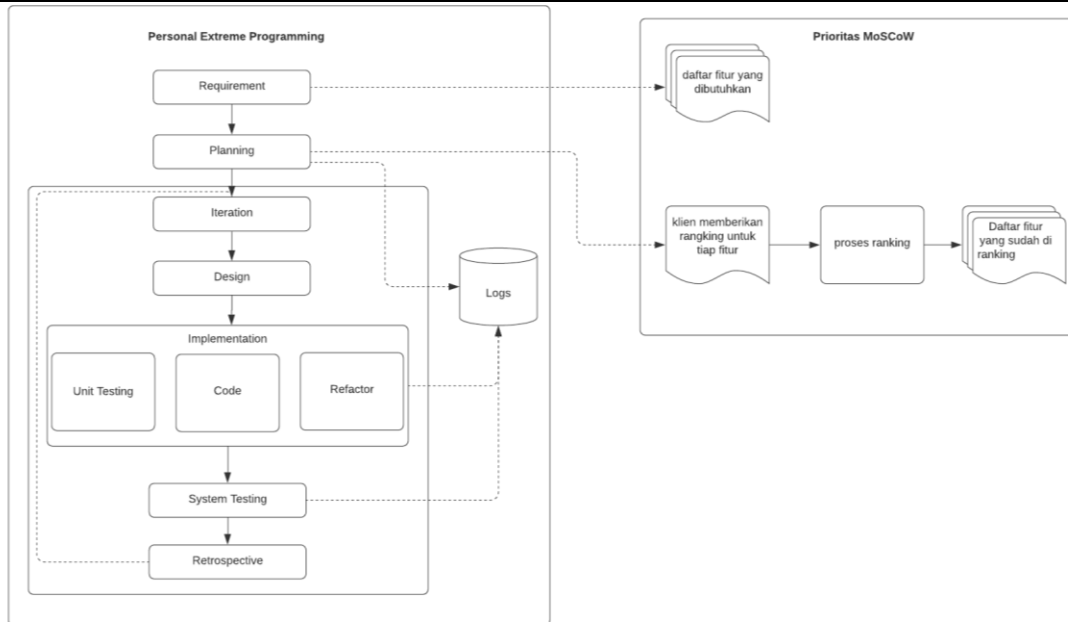 Personal Extreme Programming
Requirement
Planning
Iteration
Design
Implementation
Unit Testing
Code
Refactor
System Testing
Retrospective
Logs
Prioritas MoSCoW
daftar fitur yang
dibutuhkan
klien memberikan
rangking untuk
tiap fitur
proses ranking
Daftar fitur
yang sudah di
ranking